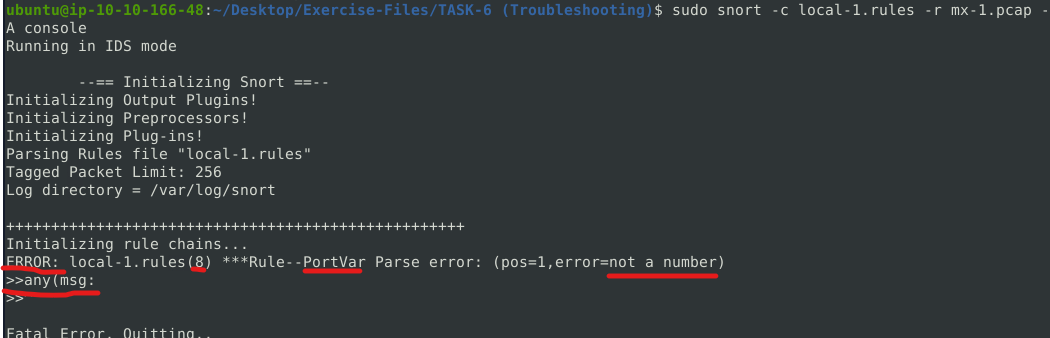 ubuntu@ip-10-10-166-48:~/Desktop/Exercise-Files/TASK-6 (Troubleshooting)$ sudo snort -c local-1.rules -r mx-1.pcap -
A console
Running in IDS mode
--== Initializing Snort ==--
Initializing Output Plugins!
Initializing Preprocessors!
Initializing Plug-ins!
Parsing Rules file "local-1.rules"
Tagged Packet Limit: 256
Log directory = /var/log/snort
+++++++++++++++++++++++++++++++++++++++++++++++++++
Initializing rule chains...
ERROR: local-1.rules(8) ***Rule--PortVar Parse error: (pos=1,error=not a number)
>>any(msg:
>>
Fatal Error, Quitting..